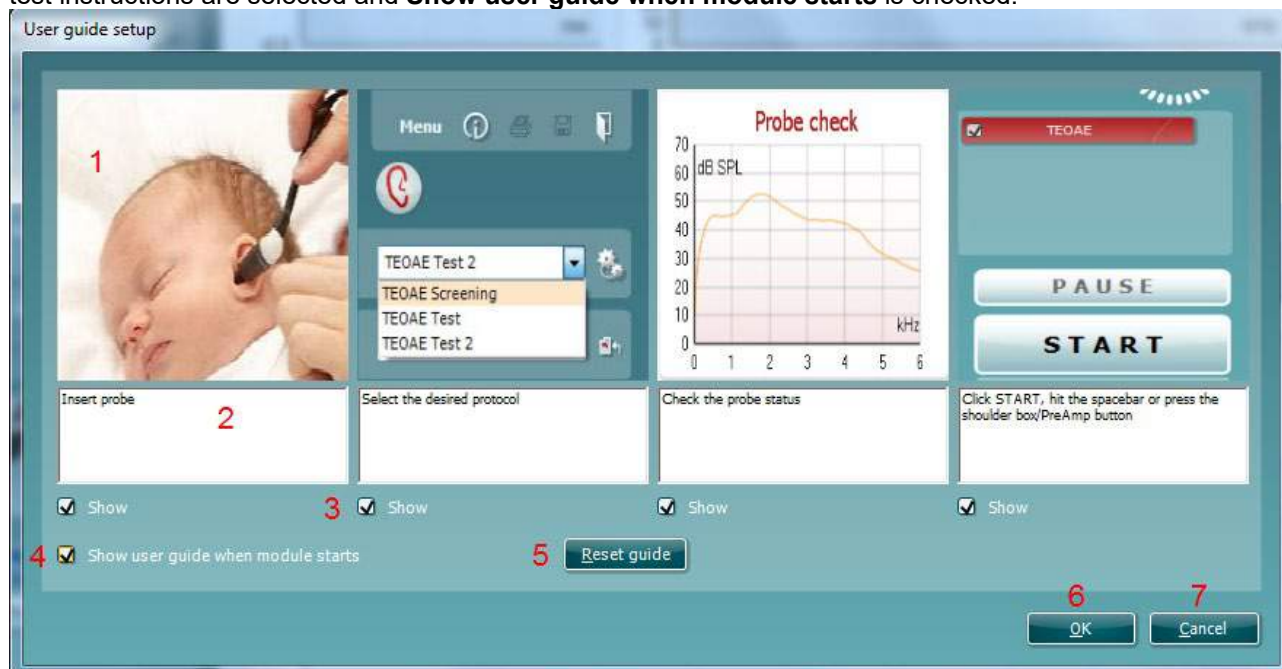 test instructions are selected and Show user guide when module starts is checked.
User guide setup
1
Menu
TEOAE Test 2
TEOAE Screening
TEOAE Test
TEOAE Test 2
Probe check
dB SPL
70
60
50
40
30
20
10
0
kHz
0 1 2 3 4 5 6
TEOAE
PAUSE
START
Insert probe
2
Select the desired protocol
Check the probe status
Click START, hit the spacebar or press the
shoulder box/PreAmp button
Show
3 Show
Show
Show
4 Show user guide when module starts
5 Reset guide
6 7
OK Cancel